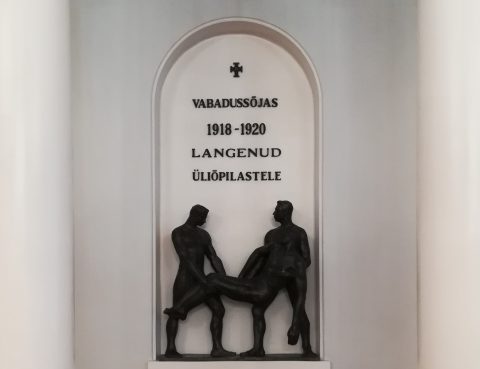 VABADUSSÕJAS
1918-1920
LANGENUD
ÜLIÕPILASTELE